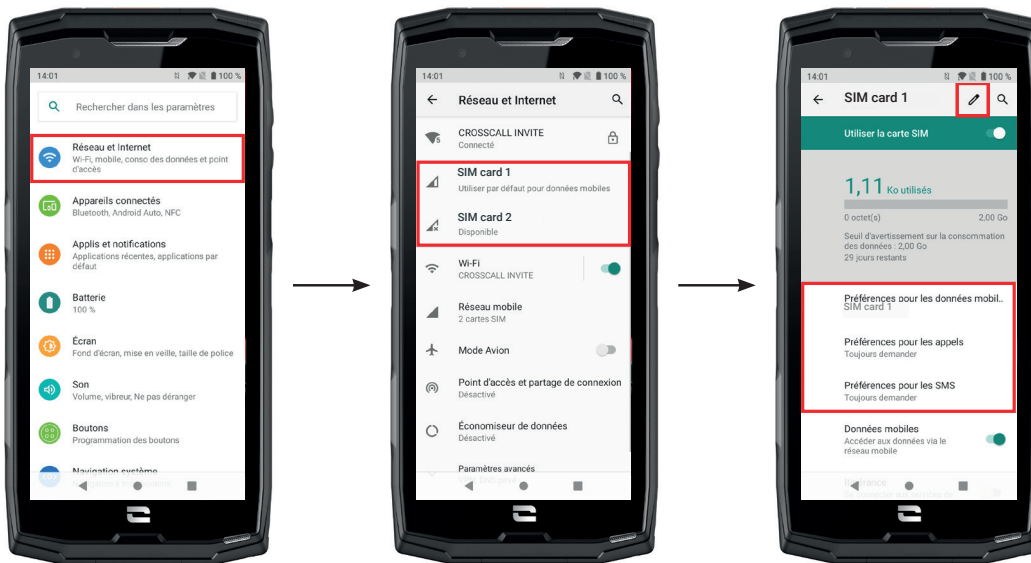 14:01
100 %
Rechercher dans les paramètres
Réseau et Internet
Wi-Fi, mobile, conso des données et point
d'accès
Appareils connectés
Bluetooth, Android Auto, NFC
Applis et notifications
Applications récentes, applications par
défaut
Batterie
100 %
Écran
Fond d'écran, mise en veille, taille de police
Son
Volume, vibreur, Ne pas déranger
Boutons
Programmation des boutons
Navigation système
14:01
100 %
Réseau et Internet
5
CROSSCALL INVITE
Connecté
SIM card 1
Utiliser par défaut pour données mobiles
SIM card 2
Disponible
Wi-Fi
CROSSCALL INVITE
Réseau mobile
2 cartes SIM
Mode Avion
Point d'accès et partage de connexion
Désactivé
Économiseur de données
Désactivé
Paramètres avancés
14:01
100 %
SIM card 1
Utiliser la carte SIM
1,11 Ko utilisés
0 octet(s) 2,00 Go
Seuil d'avertissement sur la consommation
des données : 2,00 Go
29 jours restants
Préférences pour les données mobil..
SIM card 1
Préférences pour les appels
Toujours demander
Préférences pour les SMS
Toujours demander
Données mobiles
Accéder aux données via le
réseau mobile
Itinérance